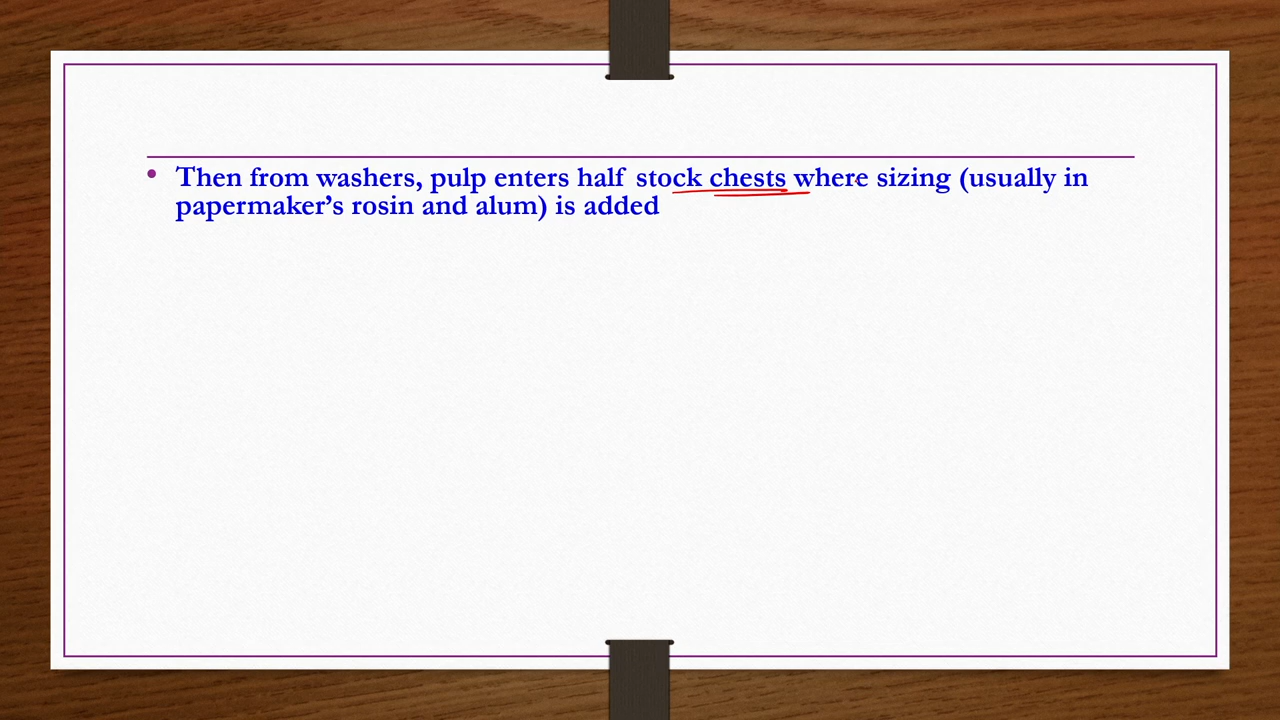 • Then from washers, pulp enters half stock chests where sizing (usually in
papermaker’s rosin and alum) is added